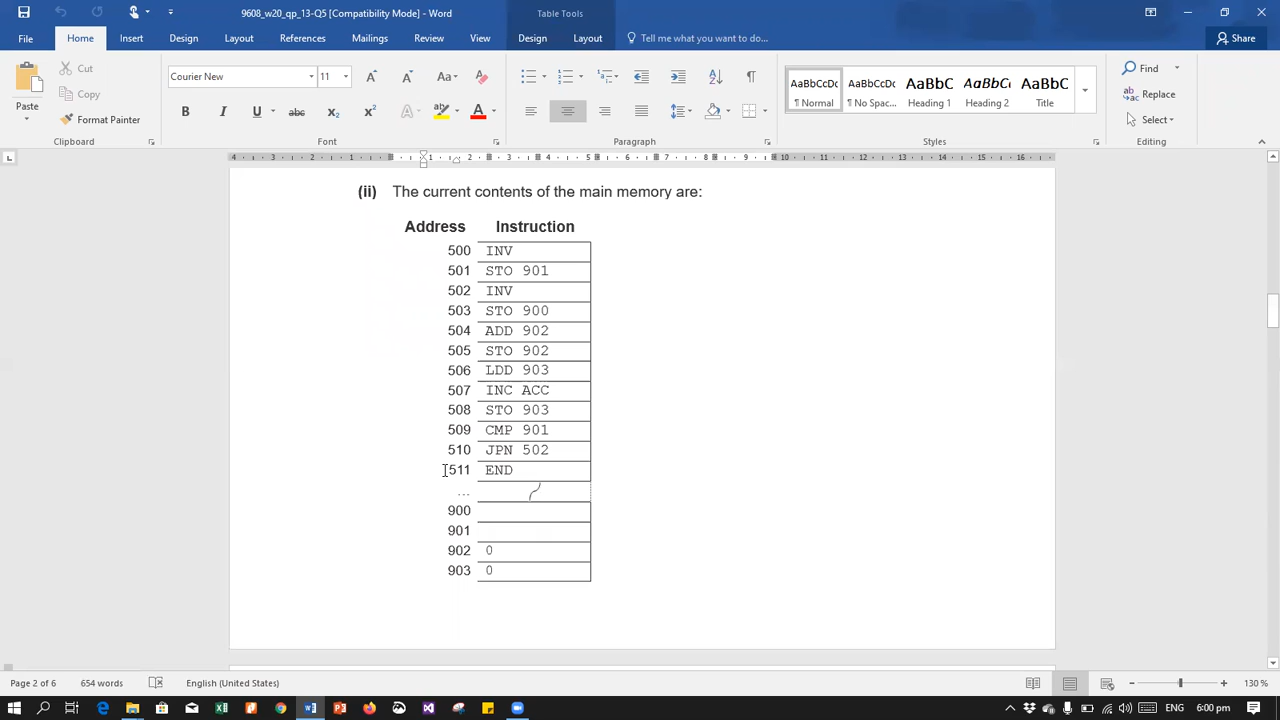 9608_w20_qp_13-Q5 [Compatibility Mode] - Word
Table Tools
File Home Insert Design Layout References Mailings Review View Design Layout Tell me what you want to do... Share
Paste
Cut
Copy
Format Painter
Clipboard
Courier New 11
Font
Paragraph
AaBbCcDc AaBbCcDc AaBbC AaBbCc AaBbC
¶ Normal ¶ No Spac... Heading 1 Heading 2 Title
Styles
Find
Replace
Select
Editing
(ii) The current contents of the main memory are:
Address Instruction
500 INV
501 STO 901
502 INV
503 STO 900
504 ADD 902
505 STO 902
506 LDD 903
507 INC ACC
508 STO 903
509 CMP 901
510 JPN 502
511 END
...
900
901
902 0
903 0
Page 2 of 6 654 words English (United States) 130 %
ENG 6:00 pm